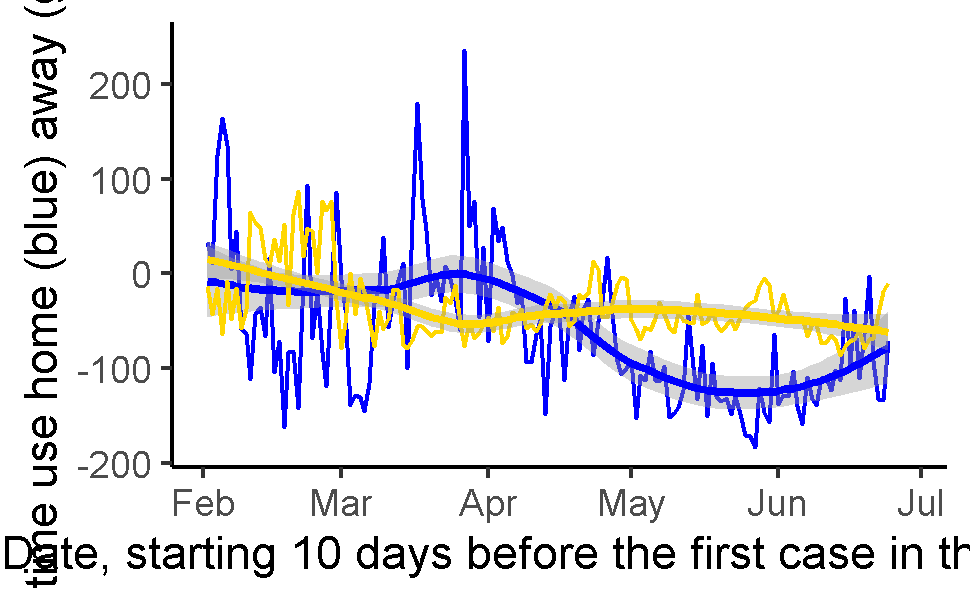 time use home (blue) away (
200
100
0
-100
-200
Feb Mar Apr May Jun Jul
Date, starting 10 days before the first case in th